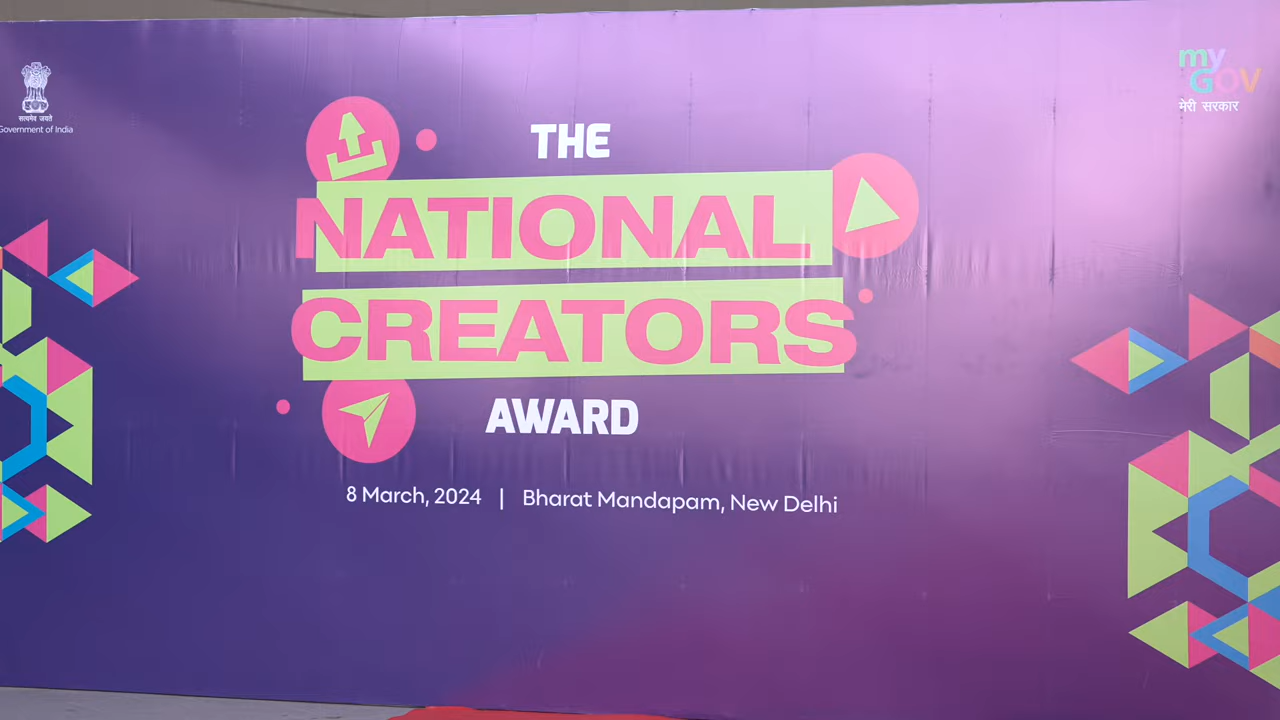 सत्यमेव जयते
Government of India
my
GOV
मेरी सरकार
THE
NATIONAL
CREATORS
AWARD
8 March, 2024 | Bharat Mandapam, New Delhi